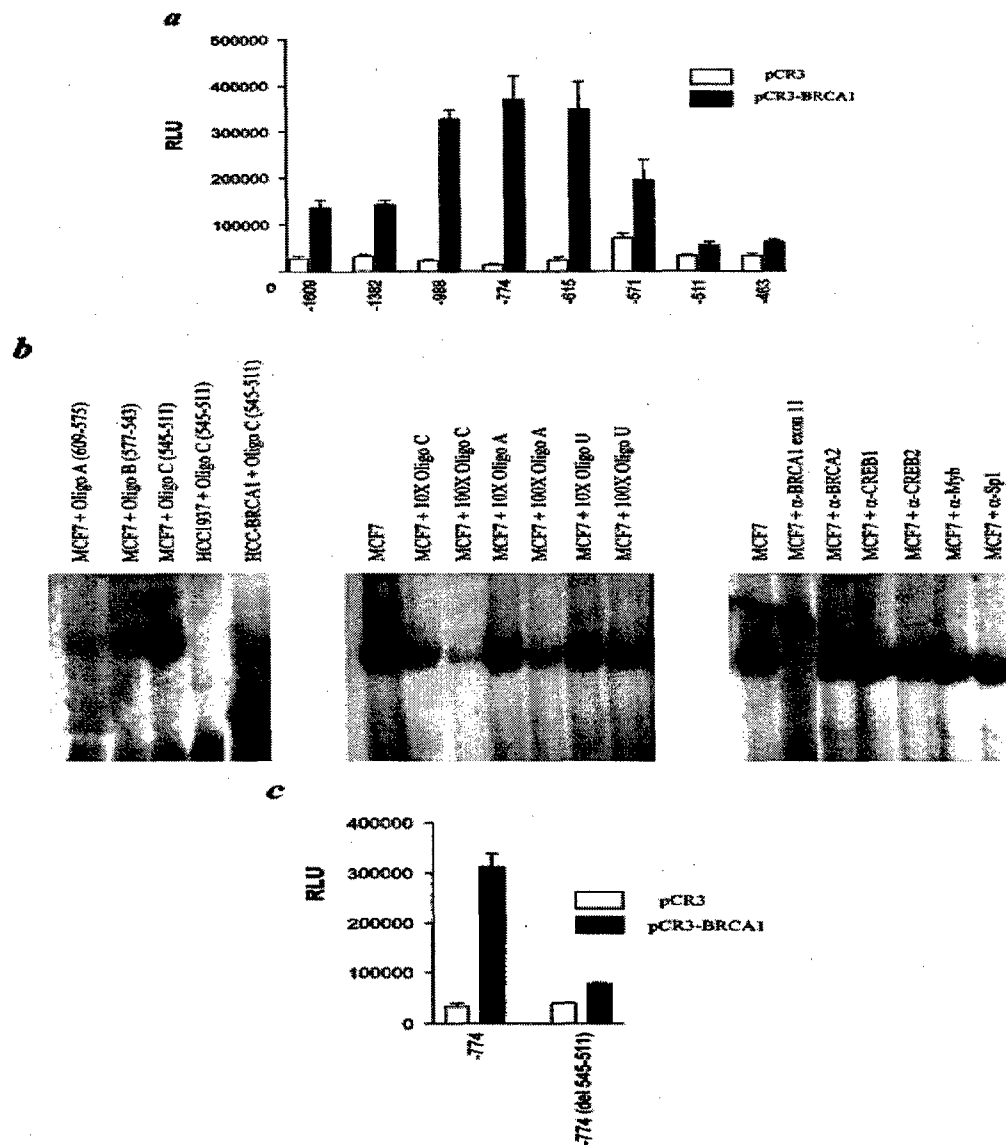 a
500000
400000
300000
200000
100000
0
RLU
pCR3
pCR3-BRCA1
-1609
-1382
-988
-774
-615
-571
-511
-463
b
MCF7 + Oligo A (609-575)
MCF7 + Oligo B (577-543)
MCF7 + Oligo C (545-511)
HCC1937 + Oligo C (545-511)
HCC-BRCA1 + Oligo C (545-511)
MCF7
MCF7 + 10X Oligo C
MCF7 + 100X Oligo C
MCF7 + 10X Oligo A
MCF7 + 100X Oligo A
MCF7 + 10X Oligo U
MCF7 + 100X Oligo U
MCF7
MCF7 + α-BRCA1 exon 11
MCF7 + α-BRCA2
MCF7 + α-CREB1
MCF7 + α-CREB2
MCF7 + α-Myb
MCF7 + α-Sp1
c
400000
300000
200000
100000
0
RLU
pCR3
pCR3-BRCA1
-774
-774 (del 545-511)